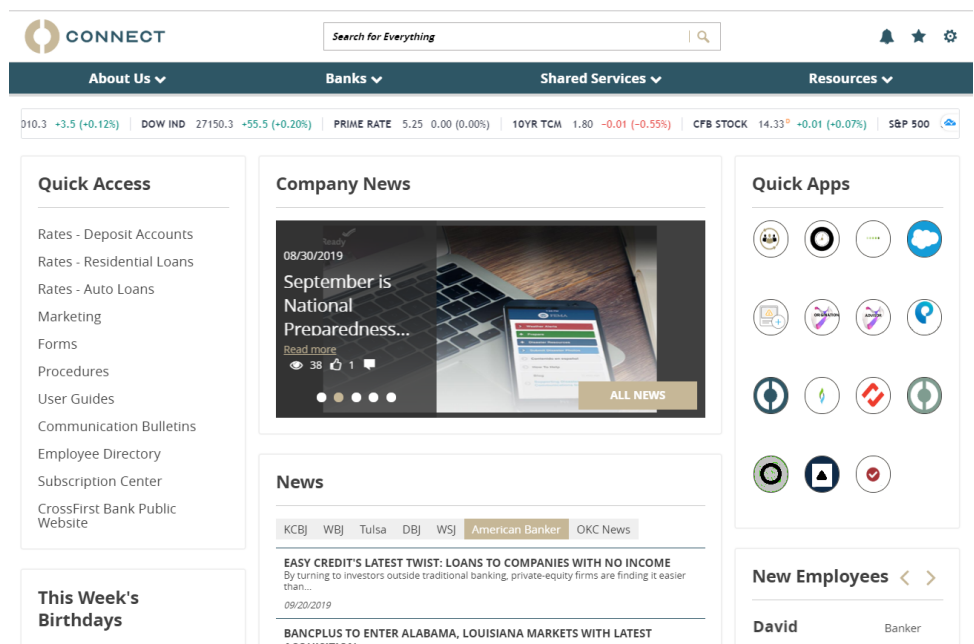 CONNECT
Search for Everything
About Us
Banks
Shared Services
Resources
010.3 +3.5 (+0.12%) DOW IND 27150.3 +55.5 (+0.20%) PRIME RATE 5.25 0.00 (0.00%) 10YR TCM 1.80 -0.01 (-0.55%) CFB STOCK 14.33 D +0.01 (+0.07%) S&P 500
Quick Access
Rates - Deposit Accounts
Rates - Residential Loans
Rates - Auto Loans
Marketing
Forms
Procedures
User Guides
Communication Bulletins
Employee Directory
Subscription Center
CrossFirst Bank Public
Website
This Week's
Birthdays
Company News
Ready
08/30/2019
September is
National
Preparedness...
Read more
38 1
ALL NEWS
News
KCBJ WBJ Tulsa DBJ WSJ American Banker OKC News
EASY CREDIT'S LATEST TWIST: LOANS TO COMPANIES WITH NO INCOME
By turning to investors outside traditional banking, private-equity firms are finding it easier
than...
09/20/2019
BANCPLUS TO ENTER ALABAMA, LOUISIANA MARKETS WITH LATEST
ACQUISITION
Quick Apps
New Employees
David Banker